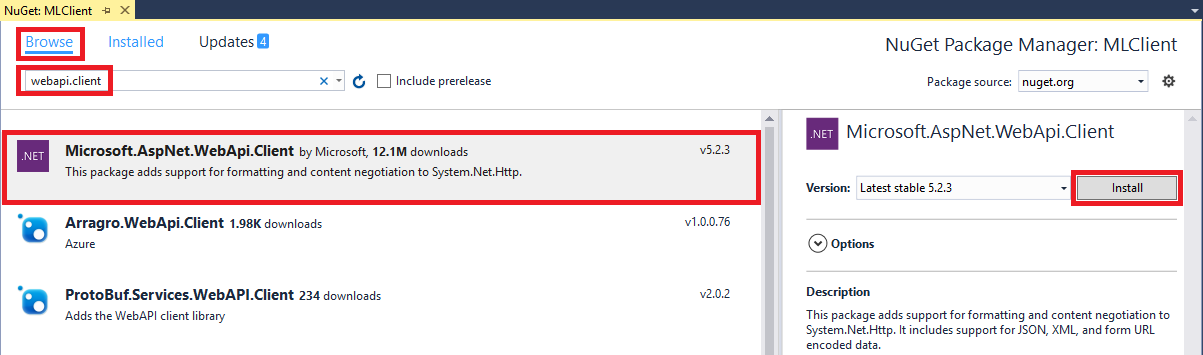 NuGet: MLClient
Browse Installed Updates 4
NuGet Package Manager: MLClient
webapi.client
Include prerelease
Package source: nuget.org
.NET
Microsoft.AspNet.WebApi.Client by Microsoft, 12.1M downloads
v5.2.3
This package adds support for formatting and content negotiation to System.Net.Http.
Arragro.WebApi.Client 1.98K downloads
v1.0.0.76
Azure
ProtoBuf.Services.WebAPI.Client 234 downloads
v2.0.2
Adds the WebAPI client library
.NET
Microsoft.AspNet.WebApi.Client
Version: Latest stable 5.2.3
Install
Options
Description
This package adds support for formatting and content negotiation to
System.Net.Http. It includes support for JSON, XML, and form URL
encoded data.